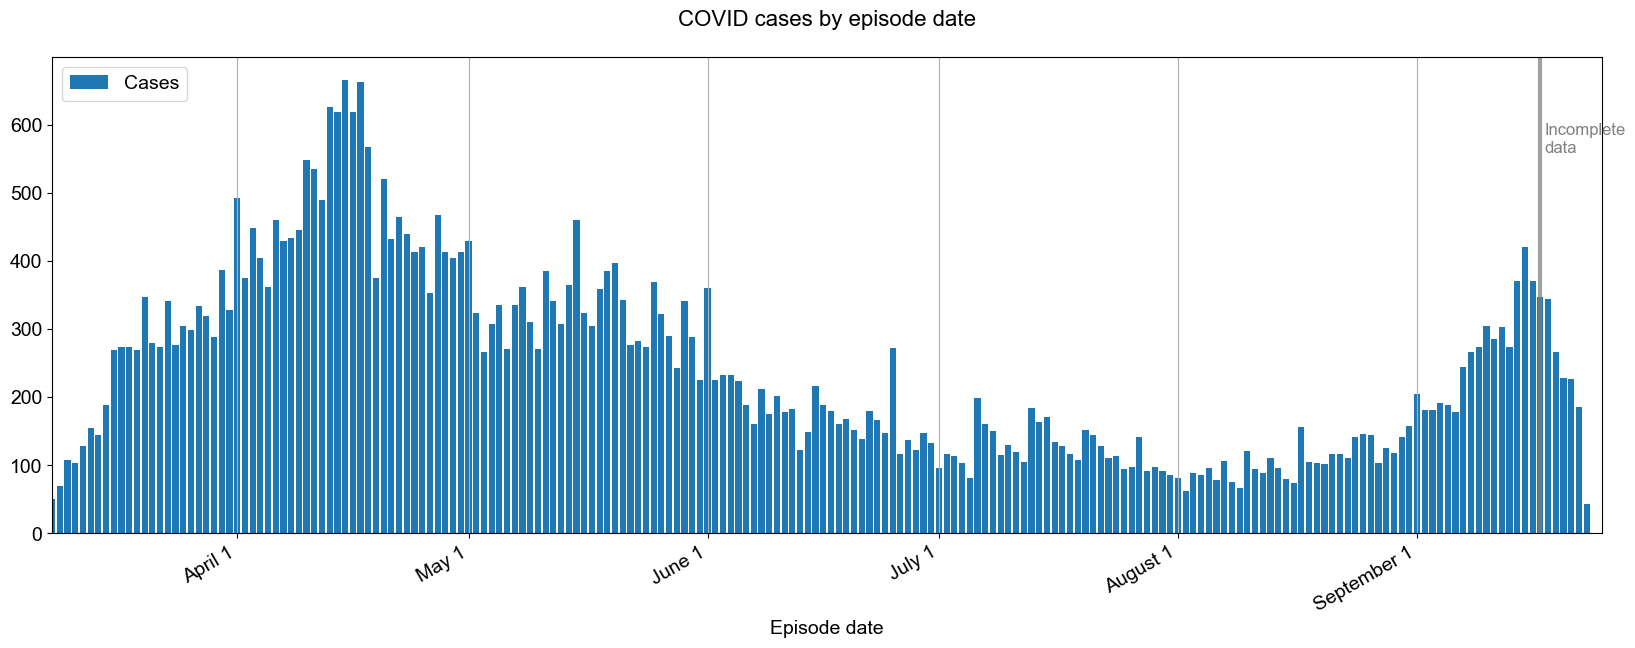 COVID cases by episode date
Cases
600
500
400
300
200
100
0
Incomplete
data
April 1
May 1
June 1
July 1
August 1
September 1
Episode date